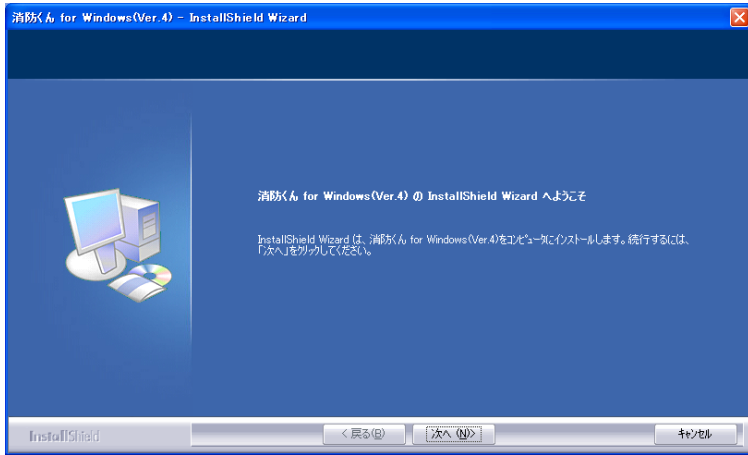 消防くん for Windows(Ver.4) - InstallShield Wizard
消防くん for Windows(Ver.4) の InstallShield Wizard へようこそ
InstallShield Wizard は、消防くん for Windows(Ver.4)をコンピュータにインストールします。続行するには、
「次へ」をクリックしてください。
InstallShield
< 戻る(B)
次へ (N)>
キャンセル